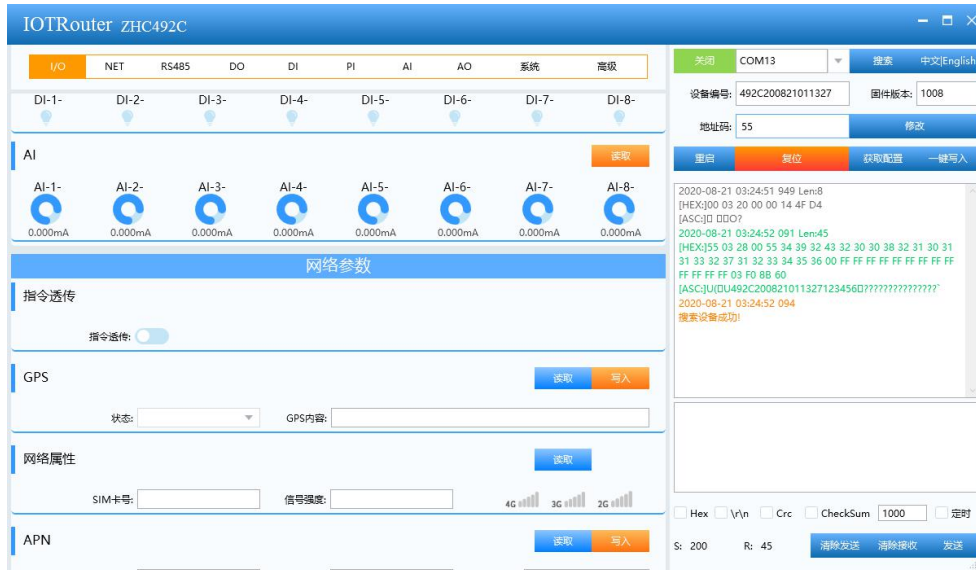 IOTRouter ZHC492C
I/O NET RS485 DO DI PI AI AO 系统 高级
DI-1- DI-2- DI-3- DI-4- DI-5- DI-6- DI-7- DI-8-
AI 读取
AI-1- AI-2- AI-3- AI-4- AI-5- AI-6- AI-7- AI-8-
0.000mA 0.000mA 0.000mA 0.000mA 0.000mA 0.000mA 0.000mA 0.000mA
网络参数
指令透传
指令透传:
GPS 读取 写入
状态: GPS内容:
网络属性 读取
SIM卡号: 信号强度: 4G 3G 2G
APN 读取 写入
关闭 COM13 搜索 中文|English
设备编号: 492C200821011327 固件版本: 1008
地址码: 55 修改
重启 复位 获取配置 一键写入
2020-08-21 03:24:51 949 Len:8
[HEX:]00 03 20 00 00 14 4F D4
[ASC:]□ □□O?
2020-08-21 03:24:52 091 Len:45
[HEX:]55 03 28 00 55 34 39 32 43 32 30 30 38 32 31 30 31
31 33 32 37 31 32 33 34 35 36 00 FF FF FF FF FF FF FF FF FF
FF FF FF FF 03 F0 8B 60
[ASC:]U(□U492C200821011327123456□???????????????`
2020-08-21 03:24:52 094
搜索设备成功!
Hex \r\n Crc CheckSum 1000 定时
S: 200 R: 45 清除发送 清除接收 发送